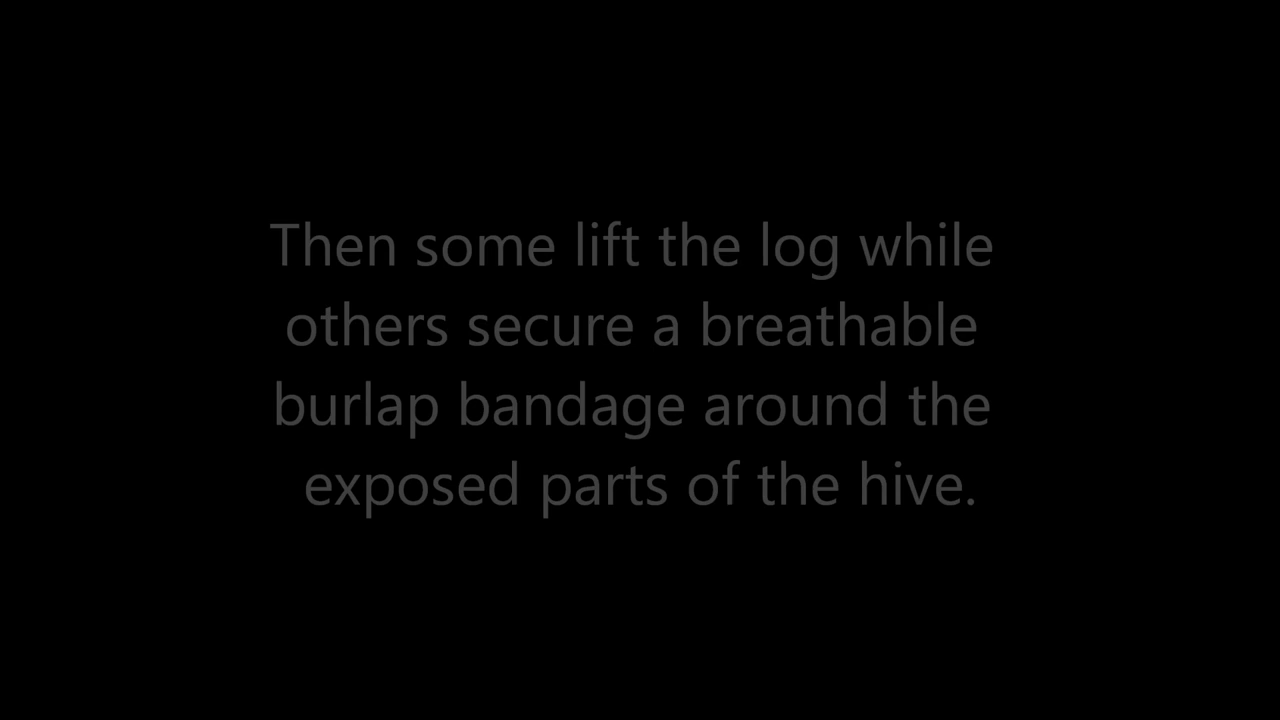 Then some lift the log while
others secure a breathable
burlap bandage around the
exposed parts of the hive.